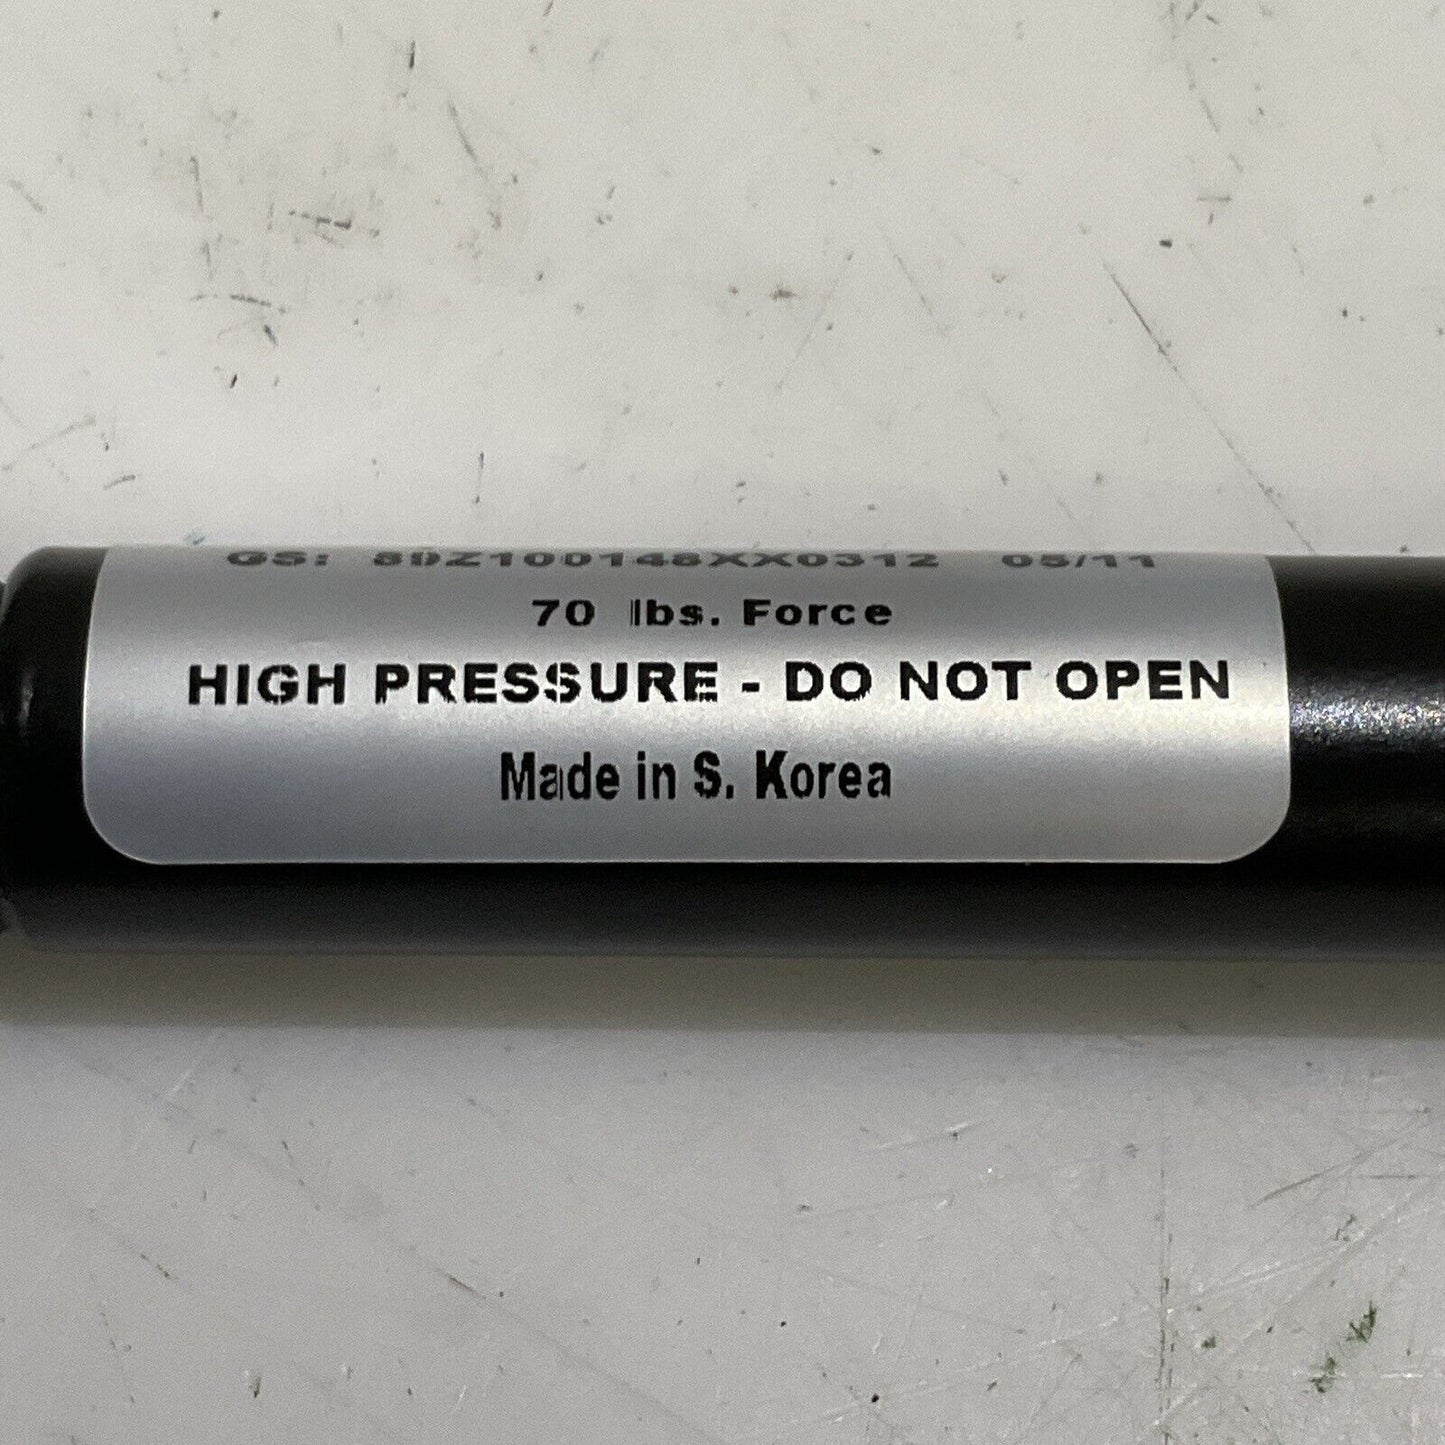 GS: 89Z100148XX0312 05/11
70 lbs. Force
HIGH PRESSURE - DO NOT OPEN
Made in S. Korea